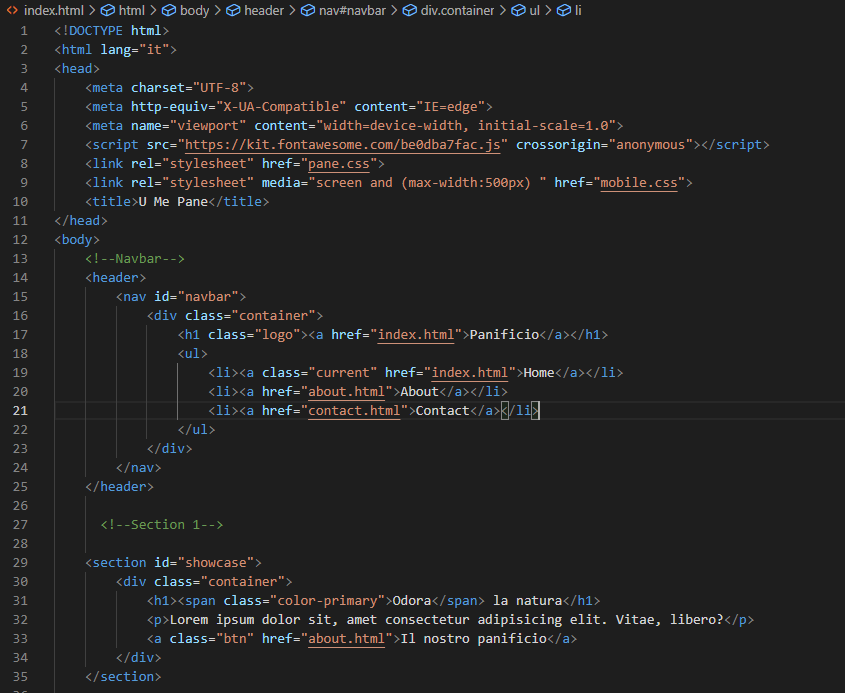 index.html > html > body > header > nav#navbar > div.container > ul > li
1 <!DOCTYPE html>
2 <html lang="it">
3 <head>
4     <meta charset="UTF-8">
5     <meta http-equiv="X-UA-Compatible" content="IE=edge">
6     <meta name="viewport" content="width=device-width, initial-scale=1.0">
7     <script src="https://kit.fontawesome.com/be0dba7fac.js" crossorigin="anonymous"></script>
8     <link rel="stylesheet" href="pane.css">
9     <link rel="stylesheet" media="screen and (max-width:500px) " href="mobile.css">
10     <title>U Me Pane</title>
11 </head>
12 <body>
13     <!--Navbar-->
14     <header>
15         <nav id="navbar">
16             <div class="container">
17                 <h1 class="logo"><a href="index.html">Panificio</a></h1>
18                 <ul>
19                     <li><a class="current" href="index.html">Home</a></li>
20                     <li><a href="about.html">About</a></li>
21                     <li><a href="contact.html">Contact</a></li>
22                 </ul>
23             </div>
24         </nav>
25     </header>
26
27       <!--Section 1-->
28
29     <section id="showcase">
30         <div class="container">
31             <h1><span class="color-primary">Odora</span> la natura</h1>
32             <p>Lorem ipsum dolor sit, amet consectetur adipisicing elit. Vitae, libero?</p>
33             <a class="btn" href="about.html">Il nostro panificio</a>
34         </div>
35     </section>